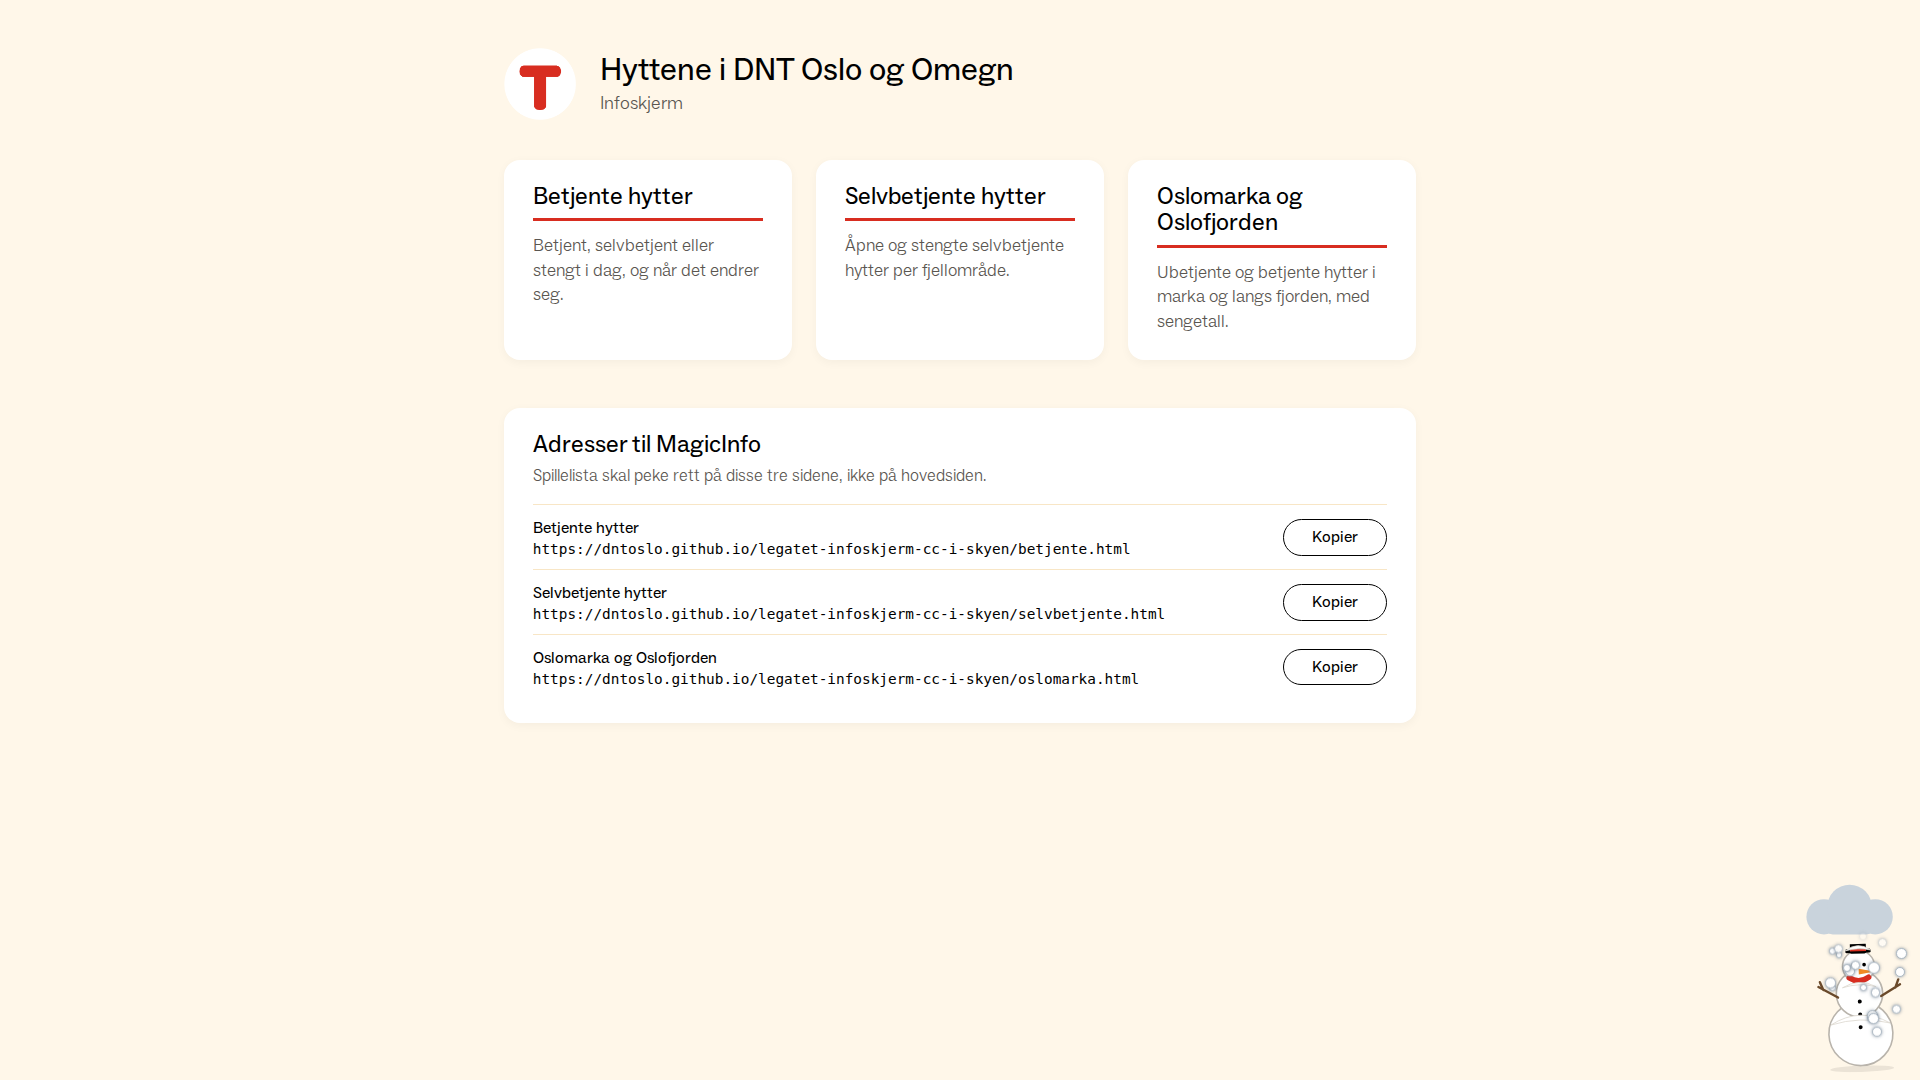 T
Hyttene i DNT Oslo og Omegn
Infoskjerm
Betjente hytter
Betjent, selvbetjent eller
stengt i dag, og når det endrer
seg.
Selvbetjente hytter
Åpne og stengte selvbetjente
hytter per fjellområde.
Oslomarka og
Oslofjorden
Ubetjente og betjente hytter i
marka og langs fjorden, med
sengetall.
Adresser til MagicInfo
Spillelista skal peke rett på disse tre sidene, ikke på hovedsiden.
Betjente hytter
https://dntoslo.github.io/legatet-infoskjerm-cc-i-skyen/betjente.html
Kopier
Selvbetjente hytter
https://dntoslo.github.io/legatet-infoskjerm-cc-i-skyen/selvbetjente.html
Kopier
Oslomarka og Oslofjorden
https://dntoslo.github.io/legatet-infoskjerm-cc-i-skyen/oslomarka.html
Kopier